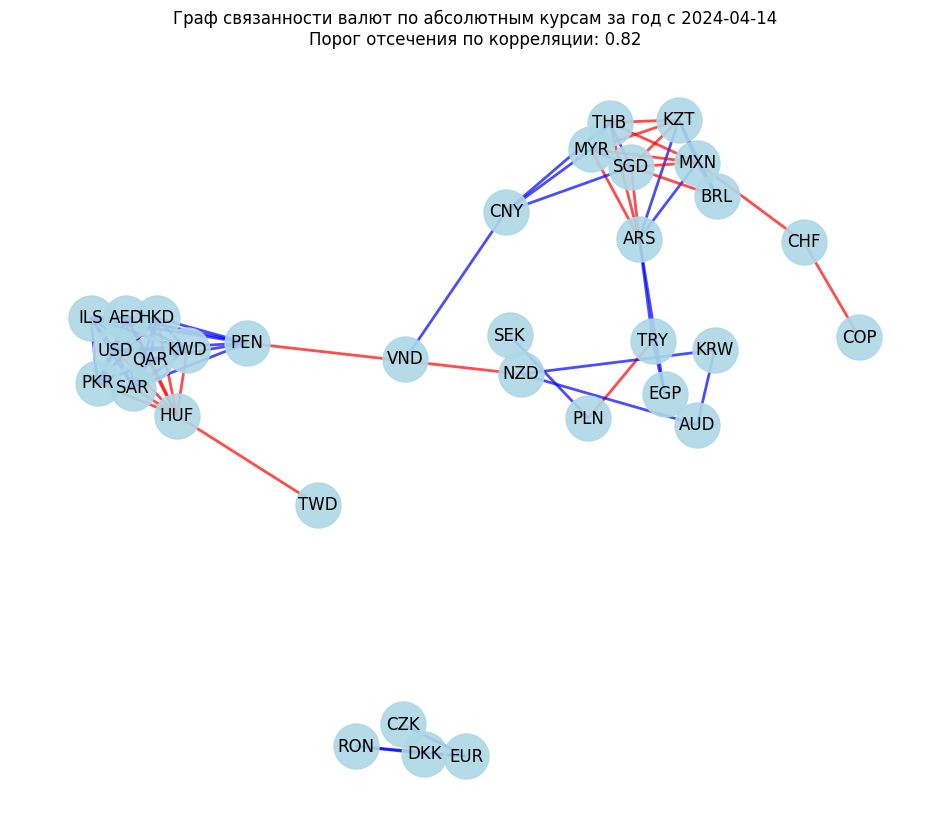 Граф связанности валют по абсолютным курсам за год с 2024-04-14
Порог отсечения по корреляции: 0.82
THB
KZT
MYR
SGD
MXN
BRL
CNY
ARS
CHF
ILS
AED
HKD
SEK
TRY
COP
PEN
USD
KWD
KRW
QAR
VND
NZD
PKR
SAR
EGP
HUF
PLN
AUD
TWD
CZK
RON
DKK
EUR